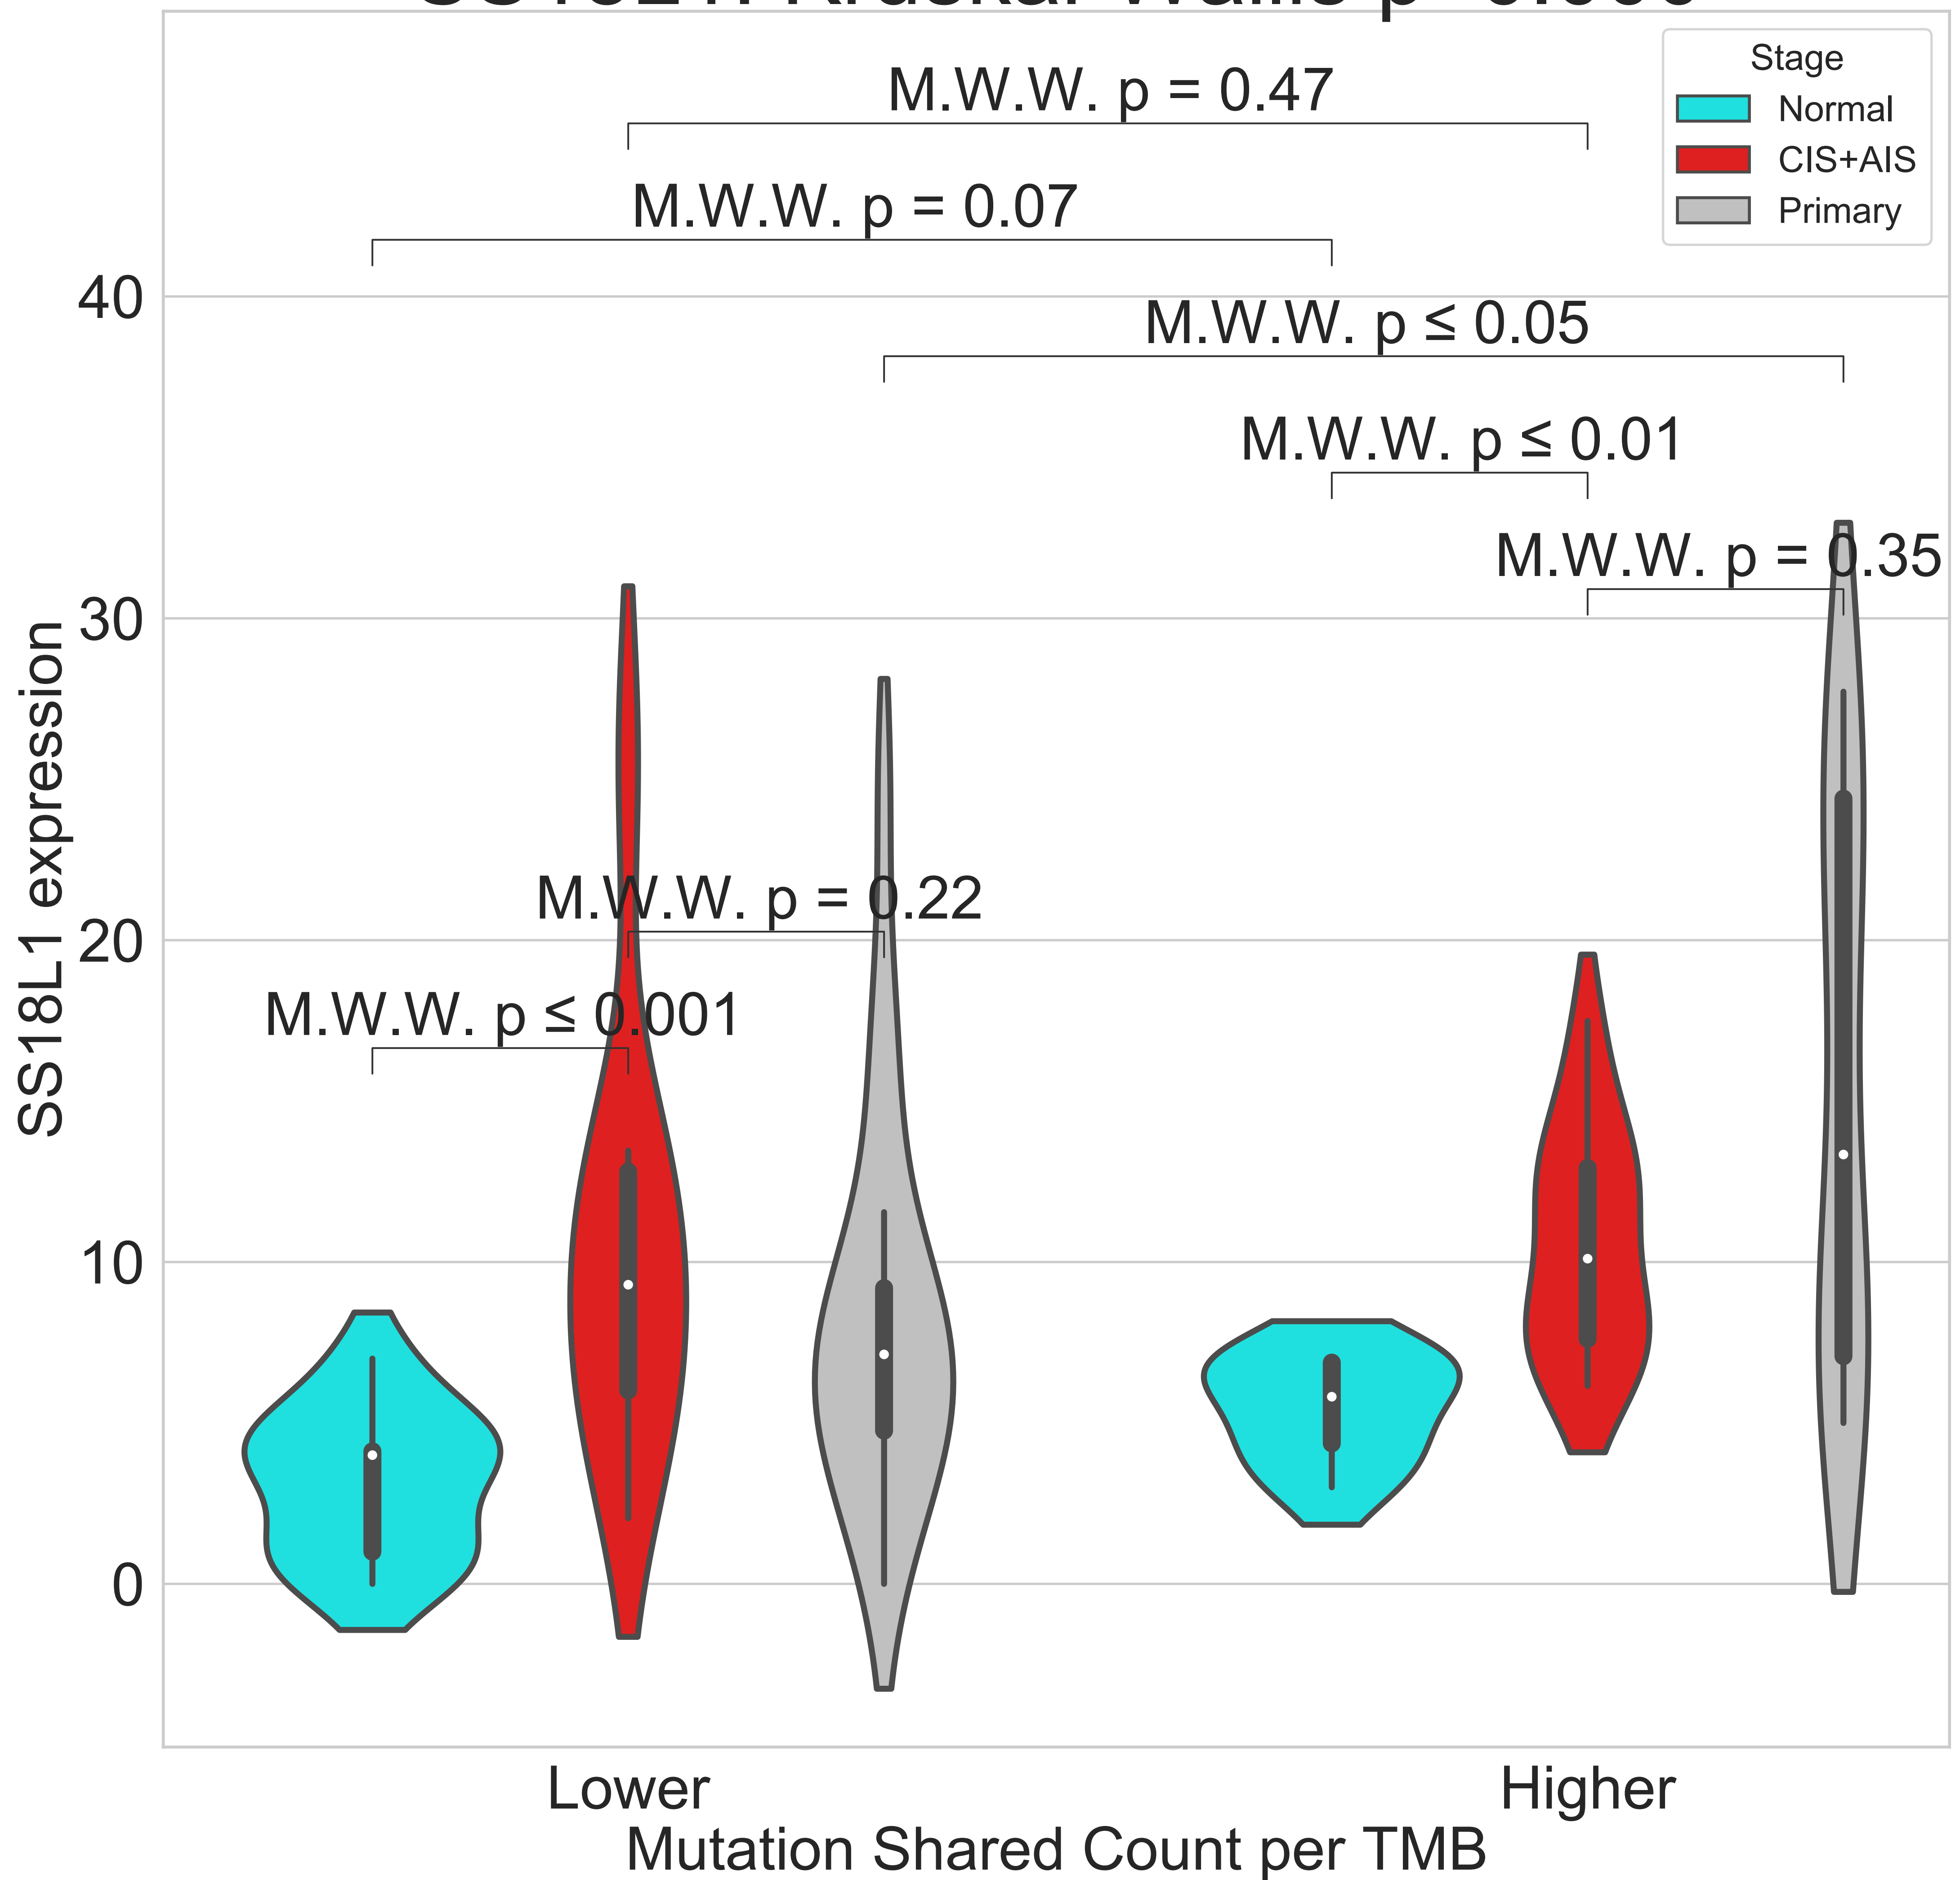 Stage
Normal
CIS+AIS
Primary
M.W.W. p = 0.47
M.W.W. p = 0.07
M.W.W. p ≤ 0.05
M.W.W. p ≤ 0.01
M.W.W. p = 0.35
M.W.W. p = 0.22
M.W.W. p ≤ 0.001
SS18L1 expression
40
30
20
10
0
Lower
Higher
Mutation Shared Count per TMB